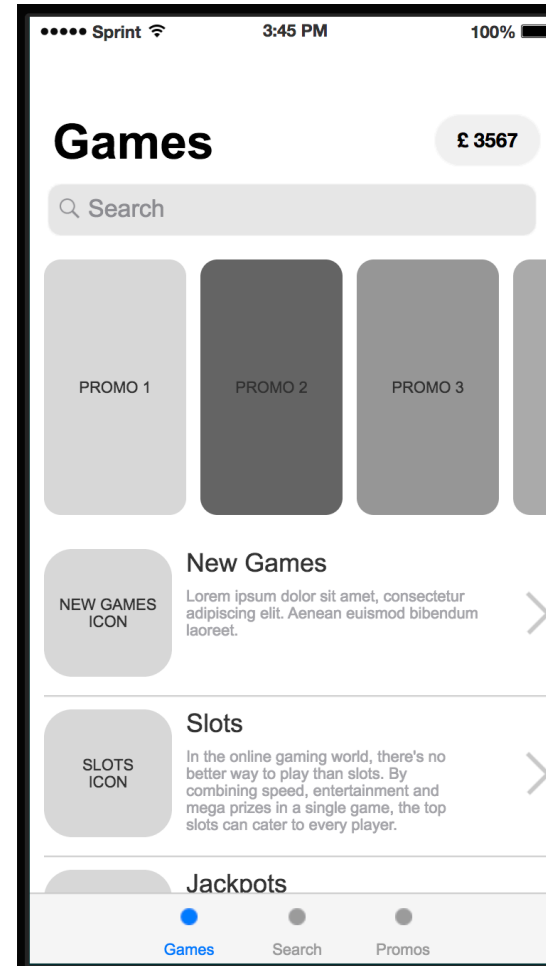 Sprint
3:45 PM
100%
Games
£ 3567
Search
PROMO 1
PROMO 2
PROMO 3
NEW GAMES
ICON
New Games
Lorem ipsum dolor sit amet, consectetur
adipiscing elit. Aenean euismod bibendum
laoreet.
SLOTS
ICON
Slots
In the online gaming world, there's no
better way to play than slots. By
combining speed, entertainment and
mega prizes in a single game, the top
slots can cater to every player.
Jackpots
Games
Search
Promos